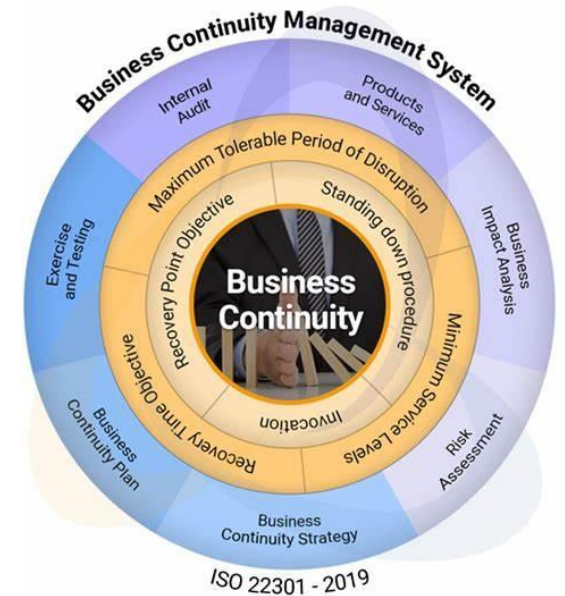 Business Continuity Management System
Internal
Audit
Products
and Services
Business
Impact Analysis
Risk
Assessment
Business
Continuity Strategy
Business
Continuity Plan
Exercise
and Testing
Maximum Tolerable Period of Disruption
Minimum Service Levels
Recovery Time Objective
Recovery Point Objective
Standing down procedure
Invocation
Business
Continuity
ISO 22301 - 2019